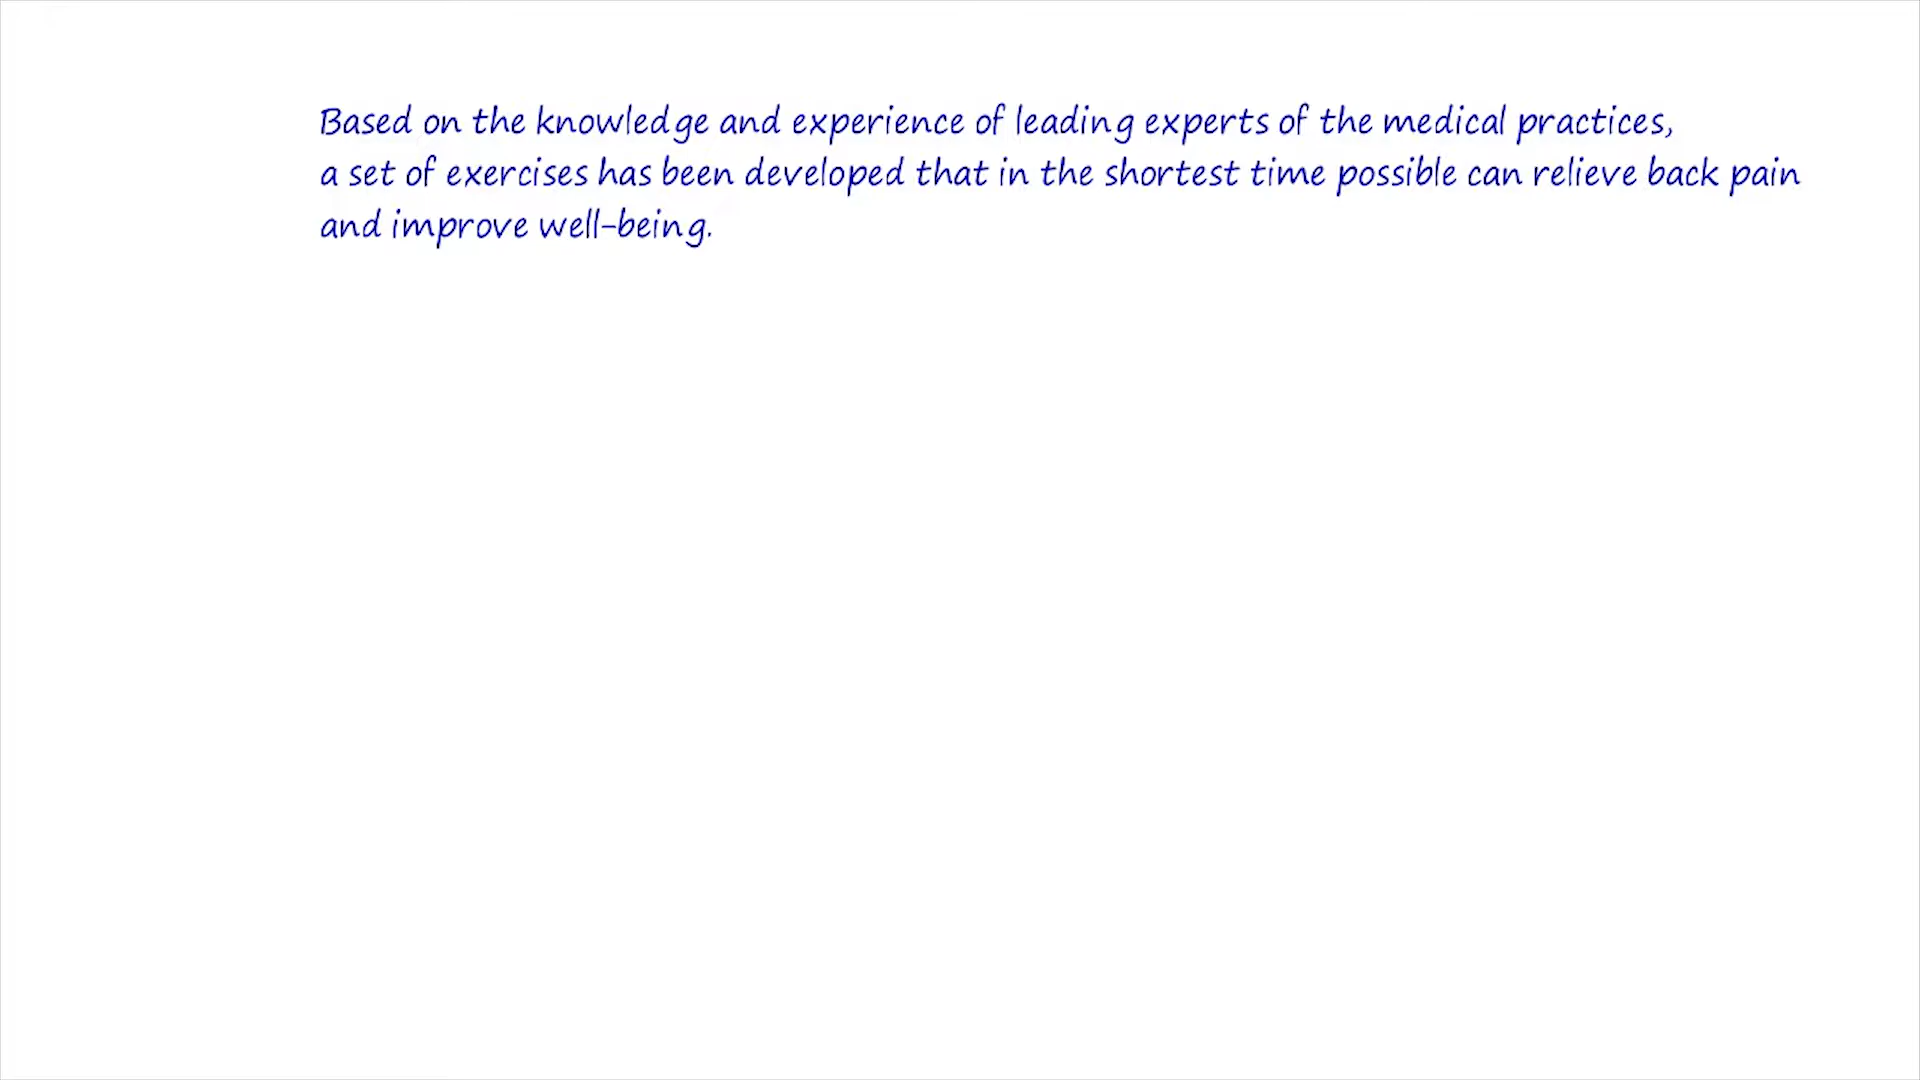 Based on the knowledge and experience of leading experts of the medical practices,
a set of exercises has been developed that in the shortest time possible can relieve back pain
and improve well-being.